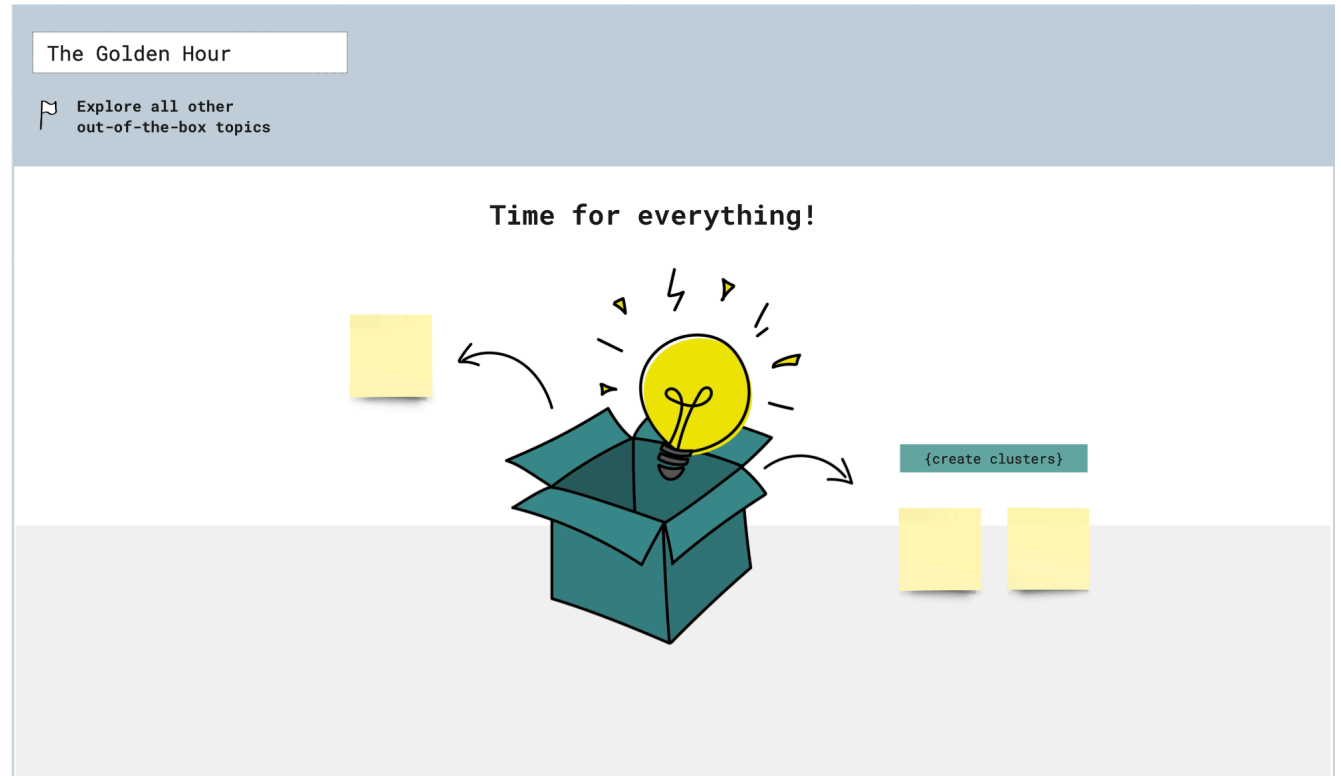 The Golden Hour
Explore all other
out-of-the-box topics
Time for everything!
{create clusters}